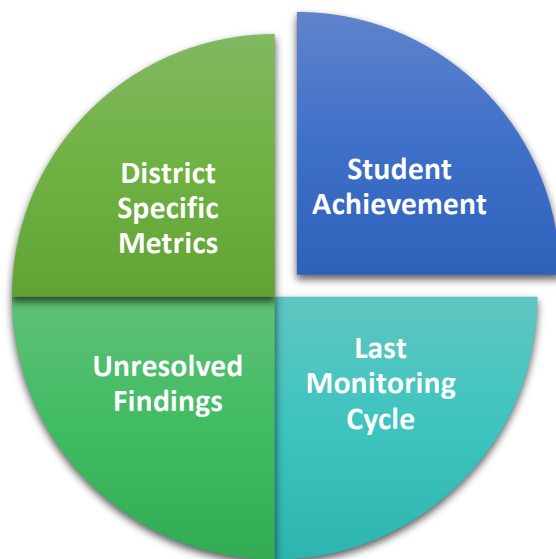 District
Specific
Metrics
Student
Achievement
Unresolved
Findings
Last
Monitoring
Cycle